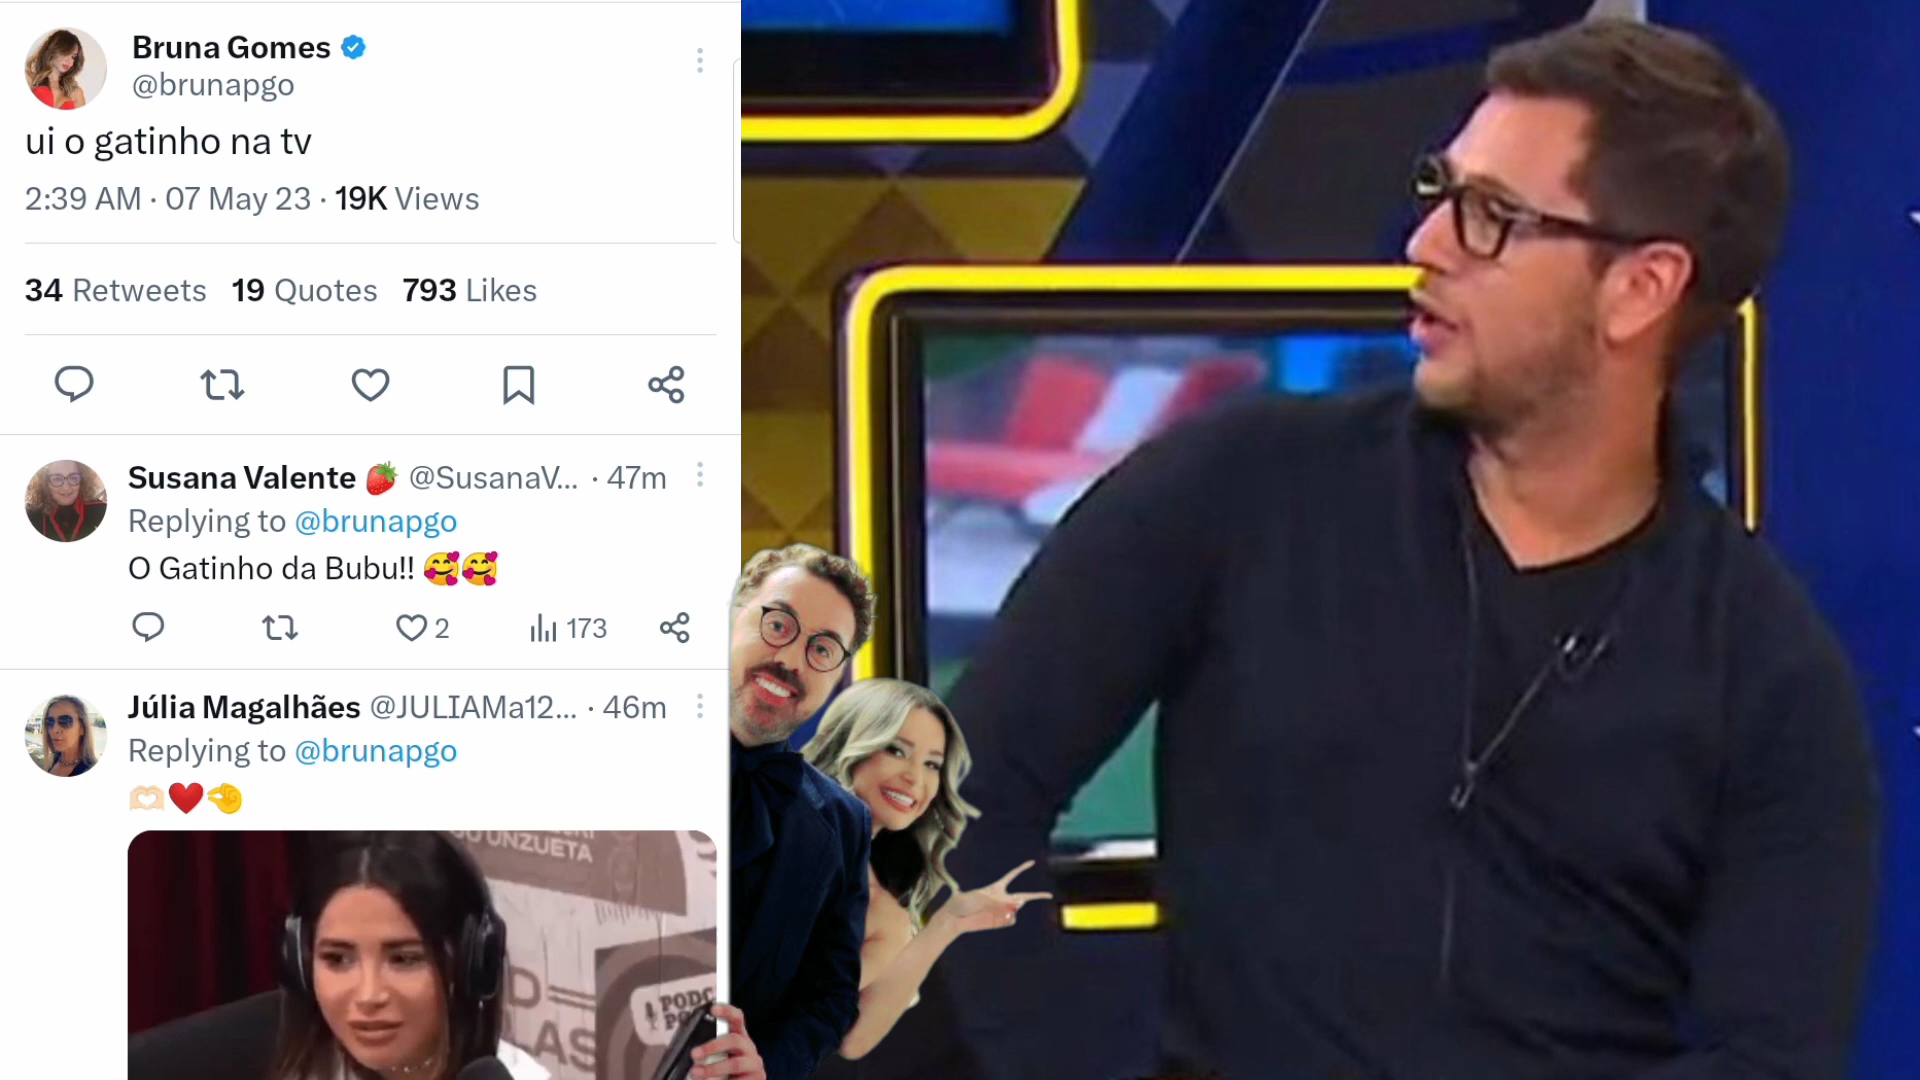 Bruna Gomes
@brunapgo
ui o gatinho na tv
2:39 AM · 07 May 23 · 19K Views
34 Retweets 19 Quotes 793 Likes
Susana Valente 🍓 @SusanaV... · 47m
Replying to @brunapgo
O Gatinho da Bubu!! 🥰🥰
2 173
Júlia Magalhães @JULIAMa12... · 46m
Replying to @brunapgo
🫶🏻❤️🤏
UNZUETA
PODC